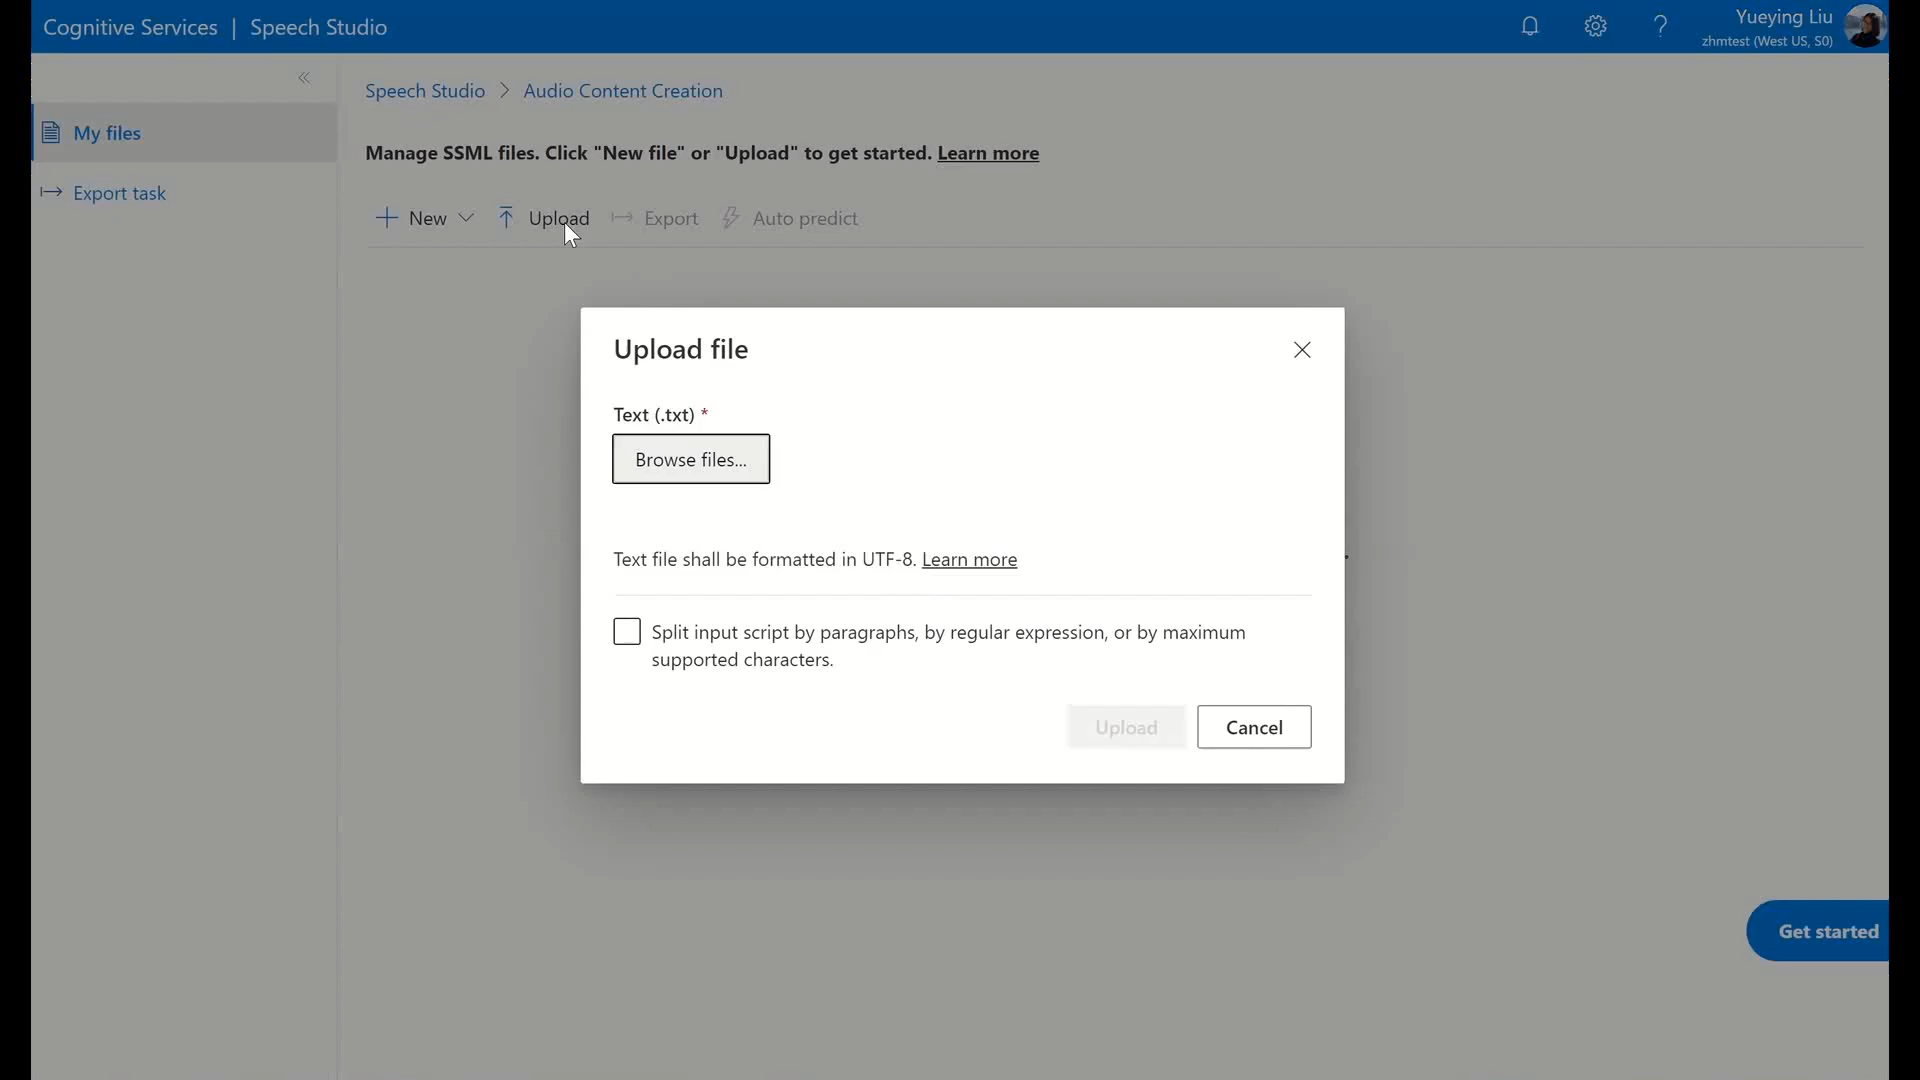 Cognitive Services | Speech Studio
Yueying Liu
zhmtest (West US, S0)
Speech Studio > Audio Content Creation
My files
Manage SSML files. Click "New file" or "Upload" to get started. Learn more
Export task
New Upload Export Auto predict
Upload file
Text (.txt) *
Browse files...
Text file shall be formatted in UTF-8. Learn more
Split input script by paragraphs, by regular expression, or by maximum
supported characters.
Upload Cancel
Get started